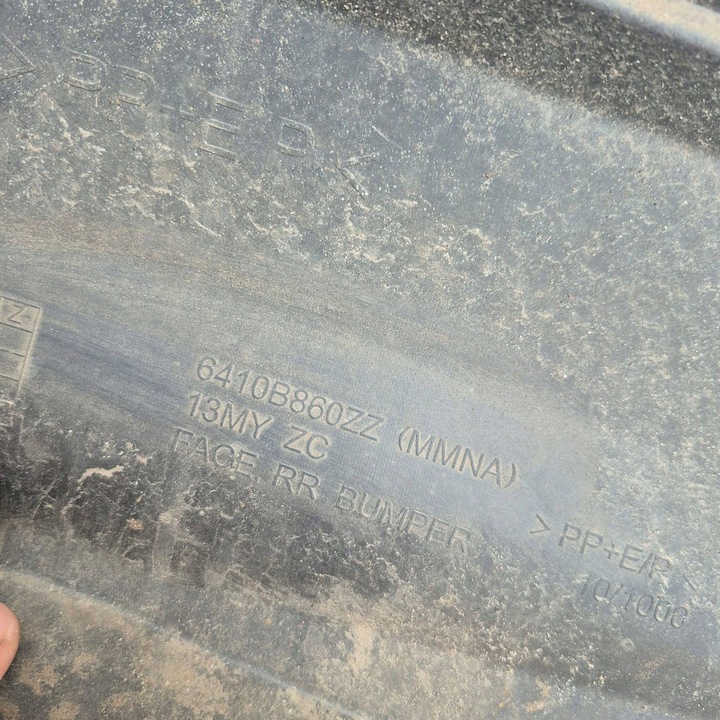 >PP+E/P<
Z
6410B860ZZ (MMNA)
13MY ZC
FACE, RR BUMPER
>PP+E/R<
10/1000